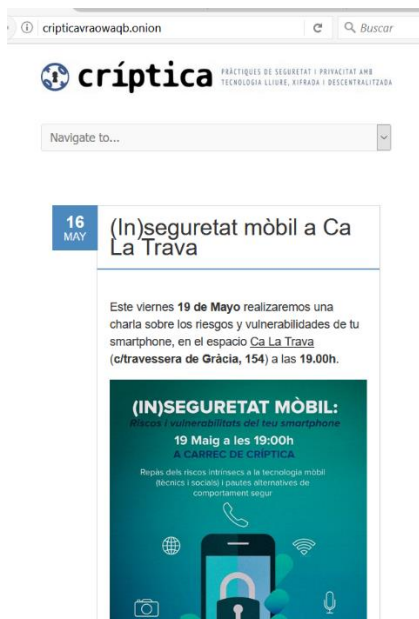 cripticavraowaqb.onion
Buscar
críptica
PRÀCTIQUES DE SEGURETAT I PRIVACITAT AMB
TECNOLOGIA LLIURE, XIFRADA I DESCENTRALITZADA
Navigate to...
16
MAY
(In)seguretat mòbil a Ca
La Trava
Este viernes 19 de Mayo realizaremos una
charla sobre los riesgos y vulnerabilidades de tu
smartphone, en el espacio Ca La Trava
(c/travessera de Gràcia, 154) a las 19.00h.
(IN)SEGURETAT MÒBIL:
Riscos i vulnerabilitats del teu smartphone
19 Maig a les 19:00h
A CARREC DE CRÍPTICA
Repàs dels riscos intrínsecs a la tecnologia mòbil
(tècnics i socials) i pautes alternatives de
comportament segur